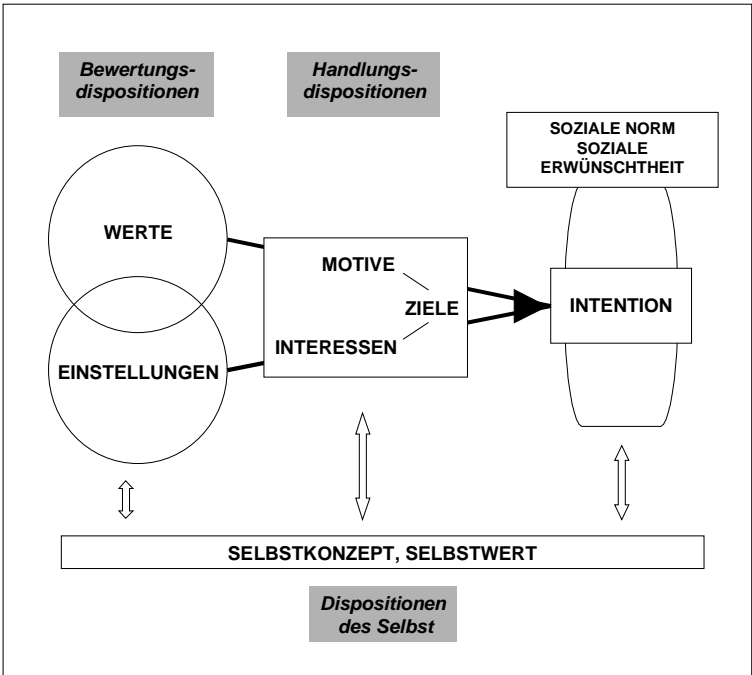 Bewertungs-
dispositionen
Handlungs-
dispositionen
SOZIALE NORM
SOZIALE
ERWÜNSCHTHEIT
WERTE
MOTIVE
ZIELE
INTENTION
INTERESSEN
EINSTELLUNGEN
SELBSTKONZEPT, SELBSTWERT
Dispositionen
des Selbst